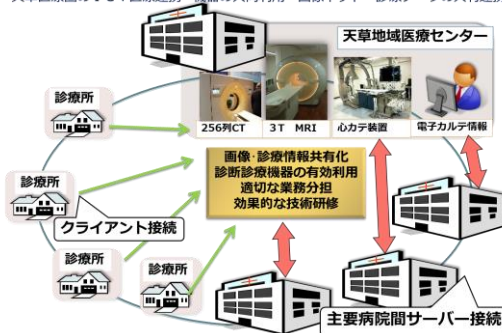 天草地域医療センター
256列CT
3T MRI
心カテ装置
電子カルテ情報
診療所
診療所
クライアント接続
診療所
診療所
画像・診療情報共有化
診断診療機器の有効利用
適切な業務分担
効果的な技術研修
主要病院間サーバー接続